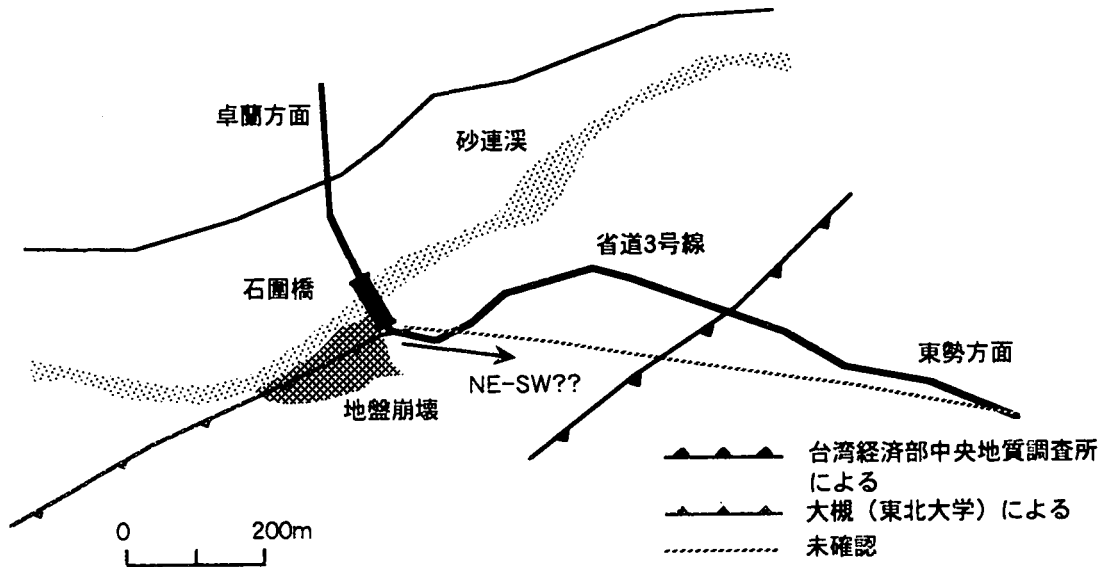 卓蘭方面
砂連渓
省道3号線
石圍橋
東勢方面
NE-SW??
地盤崩壊
台湾経済部中央地質調査所
による
大槻（東北大学）による
未確認
0 200m